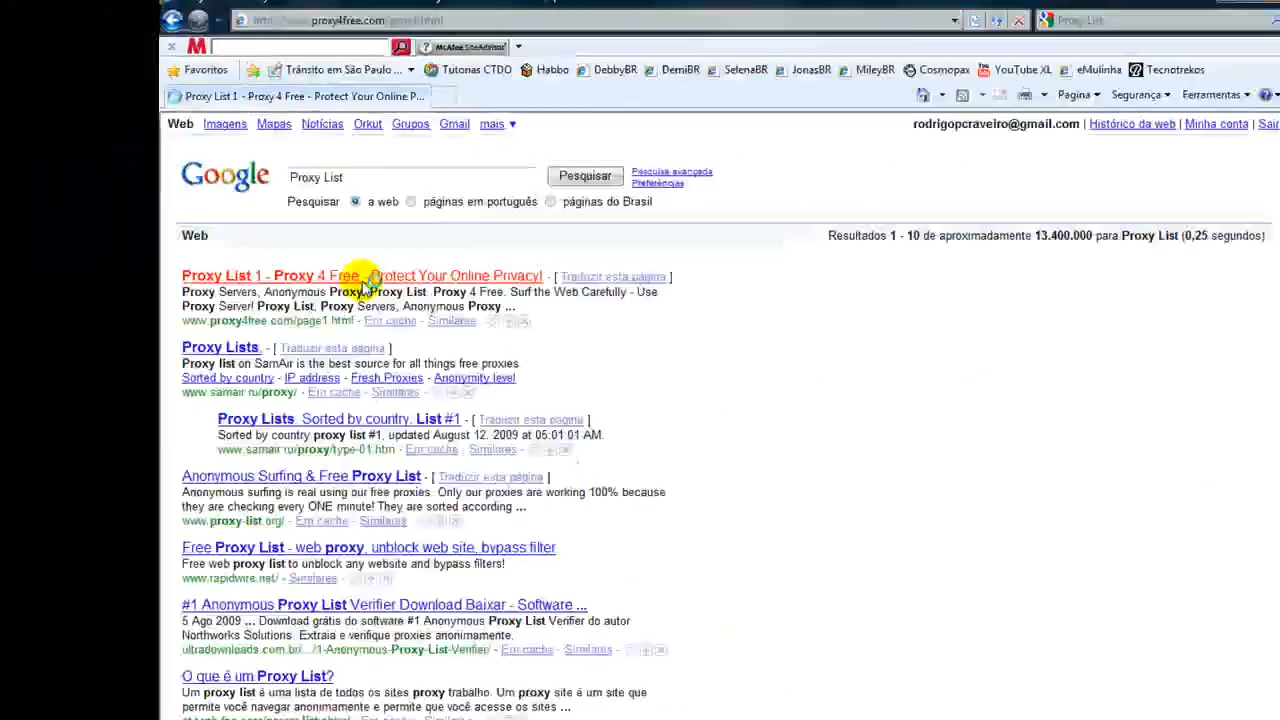 www.proxy4free.com/page1.html
Proxy List
McAfee SiteAdvisor
Favoritos
Trânsito em São Paulo ...
Tutorias CTDO
Habbo
DebbyBR
DemiBR
SelenaBR
JonasBR
MileyBR
Cosmopax
YouTube XL
eMulinha
Tecnotrekos
Proxy List 1 - Proxy 4 Free - Protect Your Online P...
Página
Segurança
Ferramentas
Web Imagens Mapas Notícias Orkut Grupos Gmail mais ▼
rodrigopcraveiro@gmail.com | Histórico da web | Minha conta | Sair
Google
Proxy List
Pesquisar
Pesquisa avançada
Preferências
Pesquisar a web páginas em português páginas do Brasil
Web
Resultados 1 - 10 de aproximadamente 13.400.000 para Proxy List (0,25 segundos)
Proxy List 1 - Proxy 4 Free - Protect Your Online Privacy! - [ Traduzir esta página ]
Proxy Servers, Anonymous Proxy, Proxy List. Proxy 4 Free. Surf the Web Carefully - Use
Proxy Server! Proxy List, Proxy Servers, Anonymous Proxy ...
www.proxy4free.com/page1.html - Em cache - Similares
Proxy Lists. - [ Traduzir esta página ]
Proxy list on SamAir is the best source for all things free proxies
Sorted by country - IP address - Fresh Proxies - Anonymity level
www.samair.ru/proxy/ - Em cache - Similares
Proxy Lists Sorted by country. List #1 - [ Traduzir esta página ]
Sorted by country proxy list #1, updated August 12. 2009 at 05:01:01 AM.
www.samair.ru/proxy/type-01.htm - Em cache - Similares
Anonymous Surfing & Free Proxy List - [ Traduzir esta página ]
Anonymous surfing is real using our free proxies. Only our proxies are working 100% because
they are checking every ONE minute! They are sorted according ...
www.proxy-list.org/ - Em cache - Similares
Free Proxy List - web proxy, unblock web site, bypass filter
Free web proxy list to unblock any website and bypass filters!
www.rapidwire.net/ - Similares
#1 Anonymous Proxy List Verifier Download Baixar - Software ...
5 Ago 2009 ... Download grátis do software #1 Anonymous Proxy List Verifier do autor
Northworks Solutions. Extraia e verifique proxies anonimamente.
ultradownloads.com.br/.../1-Anonymous-Proxy-List-Verifier/ - Em cache - Similares
O que é um Proxy List?
Um proxy list é uma lista de todos os sites proxy trabalho. Um proxy site é um site que
permite você navegar anonimamente e permite que você acesse os sites ...